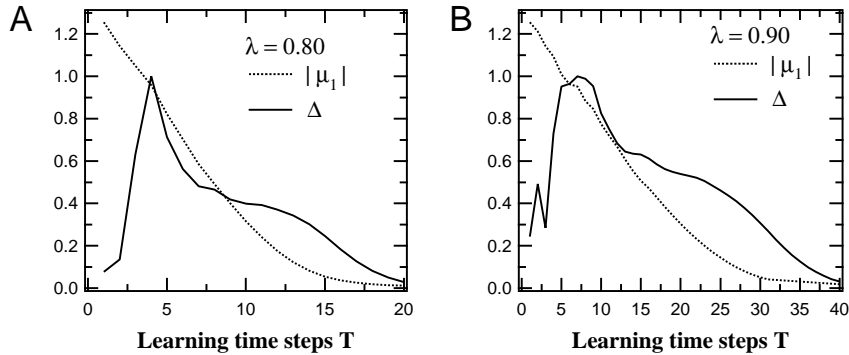 A
λ = 0.80
| μ1 |
Δ
1.2
1.0
0.8
0.6
0.4
0.2
0.0
0 5 10 15 20
Learning time steps T
B
λ = 0.90
| μ1 |
Δ
1.2
1.0
0.8
0.6
0.4
0.2
0.0
0 5 10 15 20 25 30 35 40
Learning time steps T